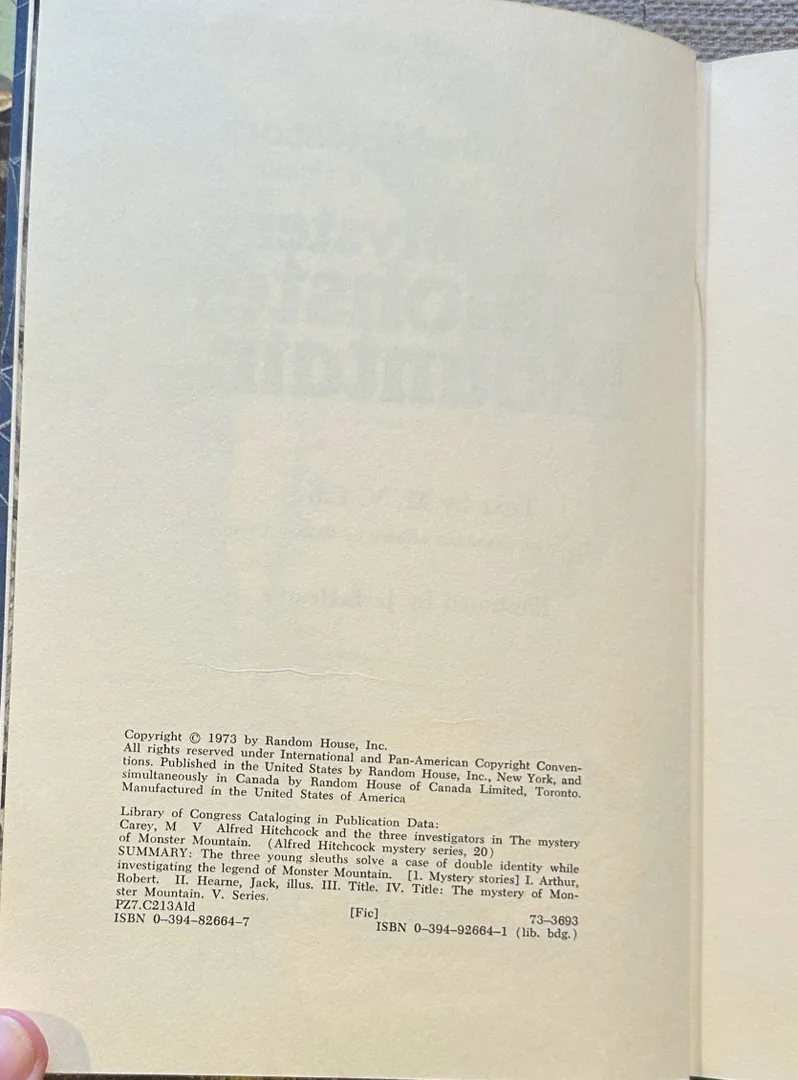 Copyright © 1973 by Random House, Inc.
All rights reserved under International and Pan-American Copyright Conven-
tions. Published in the United States by Random House, Inc., New York, and
simultaneously in Canada by Random House of Canada Limited, Toronto.
Manufactured in the United States of America
Library of Congress Cataloging in Publication Data:
Carey, M V Alfred Hitchcock and the three investigators in The mystery
of Monster Mountain. (Alfred Hitchcock mystery series, 20)
SUMMARY: The three young sleuths solve a case of double identity while
investigating the legend of Monster Mountain. [1. Mystery stories] I. Arthur,
Robert. II. Hearne, Jack, illus. III. Title. IV. Title: The mystery of Mon-
ster Mountain. V. Series.
PZ7.C213Ald [Fic] 73-3693
ISBN 0-394-82664-7 ISBN 0-394-92664-1 (lib. bdg.)